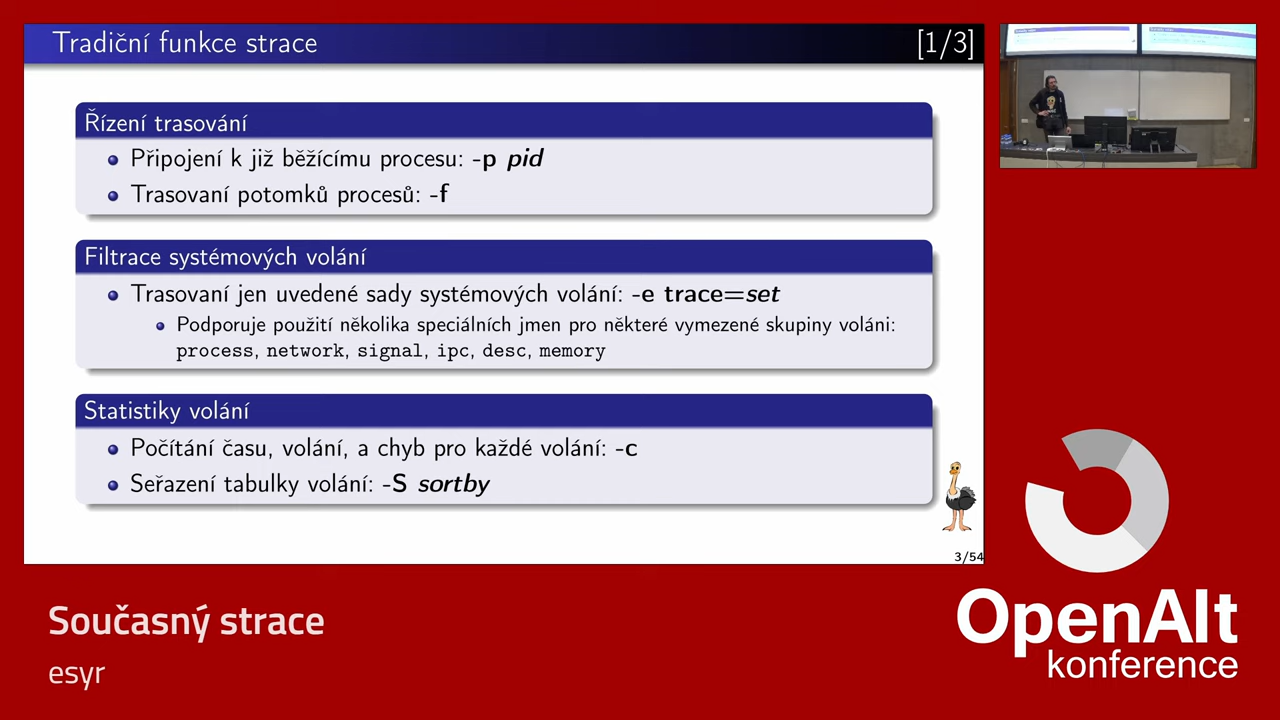 Tradiční funkce strace [1/3]
Řízení trasování
Připojení k již běžícímu procesu: -p pid
Trasovaní potomků procesů: -f
Filtrace systémových volání
Trasovaní jen uvedené sady systémových volání: -e trace=set
Podporuje použití několika speciálních jmen pro některé vymezené skupiny voláni:
process, network, signal, ipc, desc, memory
Statistiky volání
Počítání času, volání, a chyb pro každé volání: -c
Seřazení tabulky volání: -S sortby
3/54
Současný strace
esyr
OpenAlt
konference